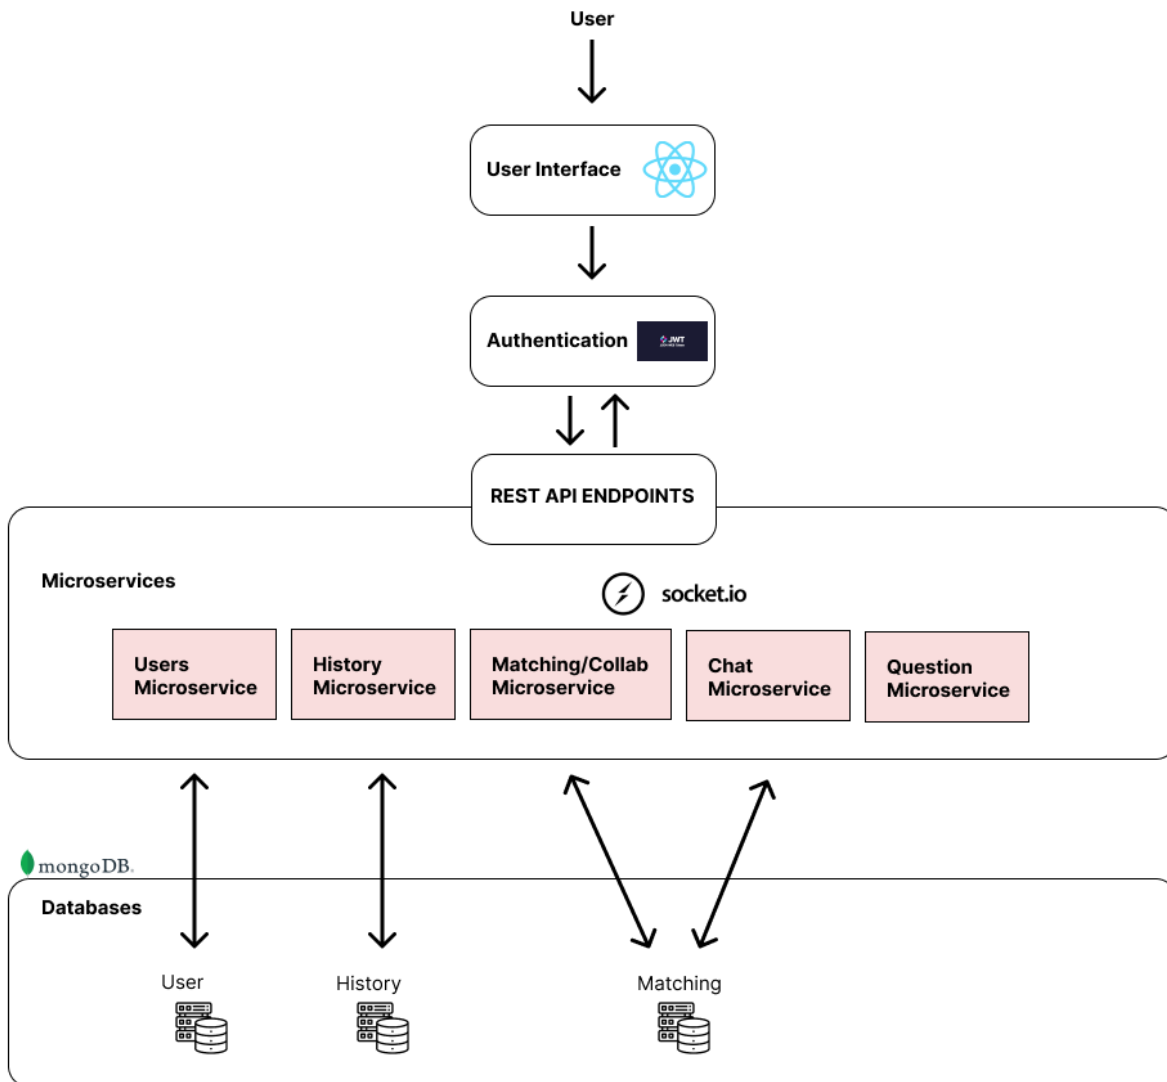 User
User Interface
Authentication
JWT
REST API ENDPOINTS
Microservices
socket.io
Users
Microservice
History
Microservice
Matching/Collab
Microservice
Chat
Microservice
Question
Microservice
mongoDB.
Databases
User
History
Matching